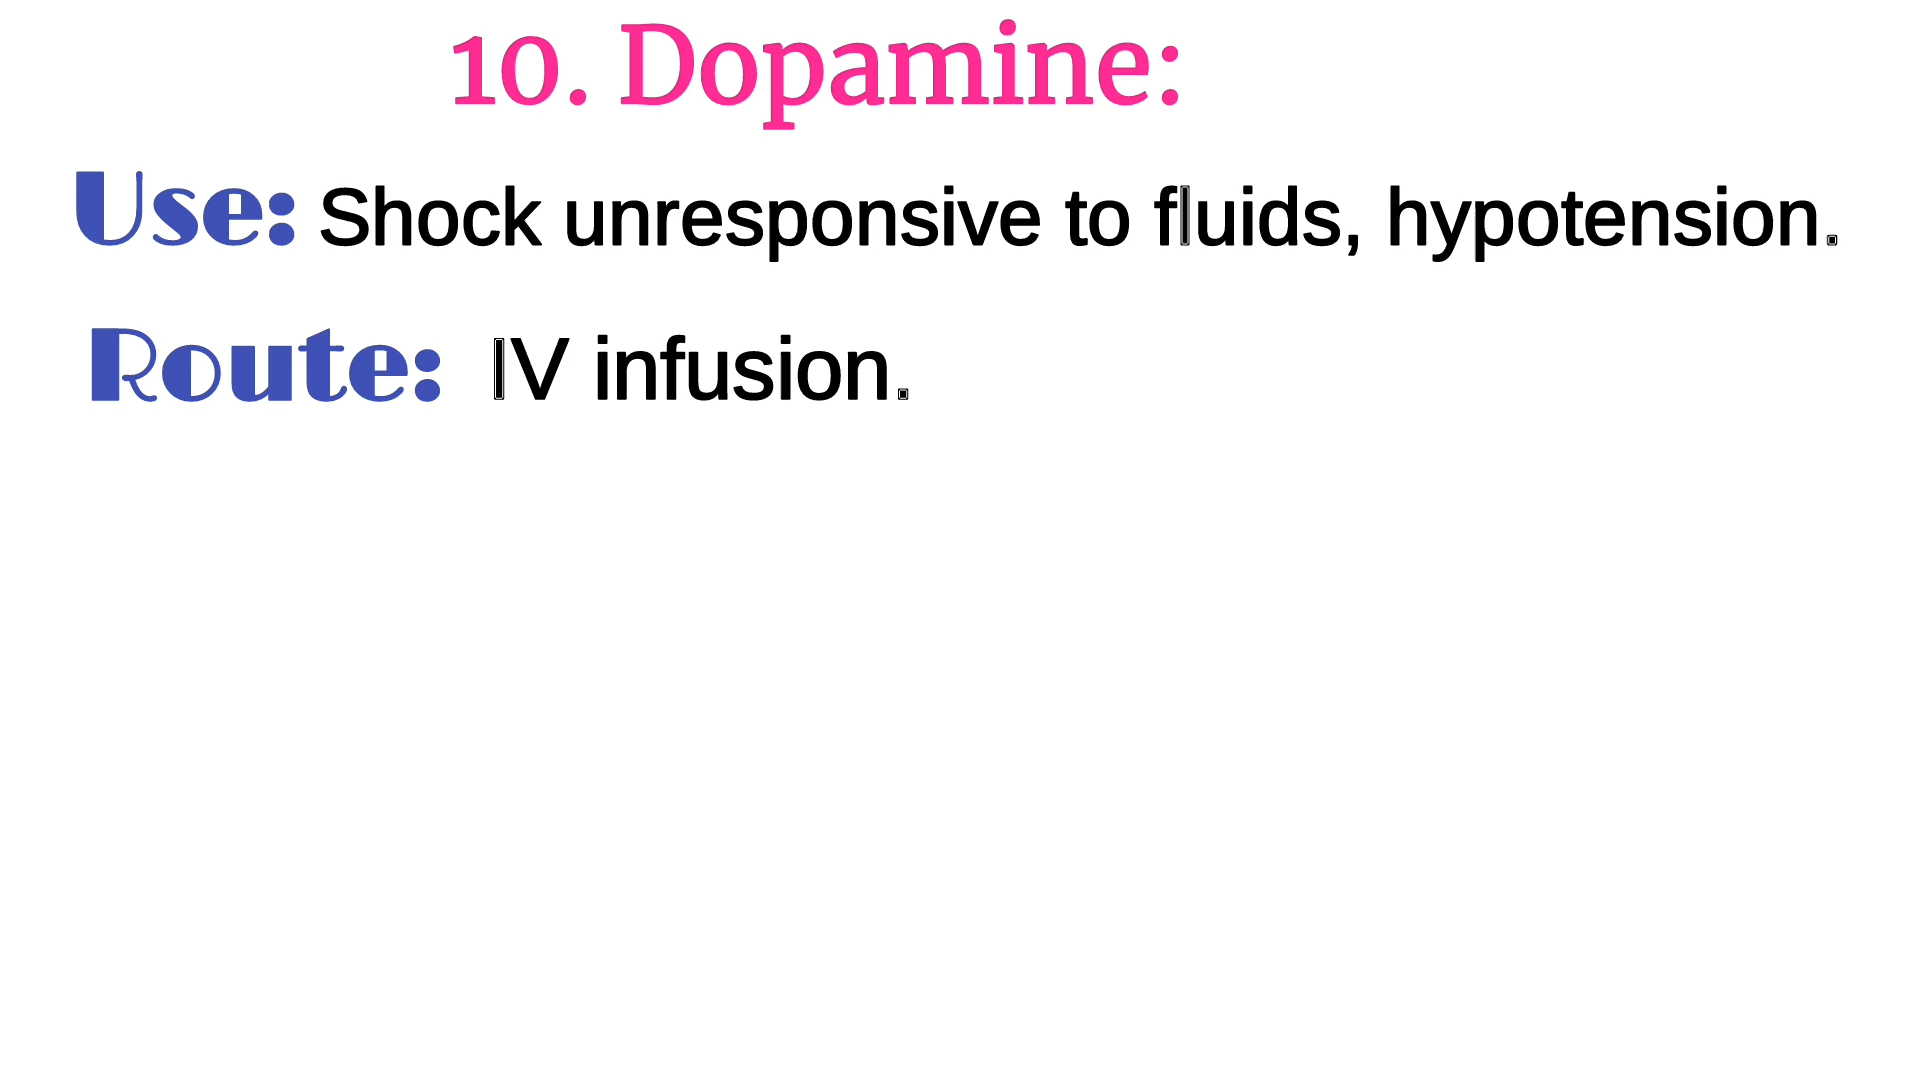 10. Dopamine:
Use: Shock unresponsive to fluids, hypotension.
Route: IV infusion.